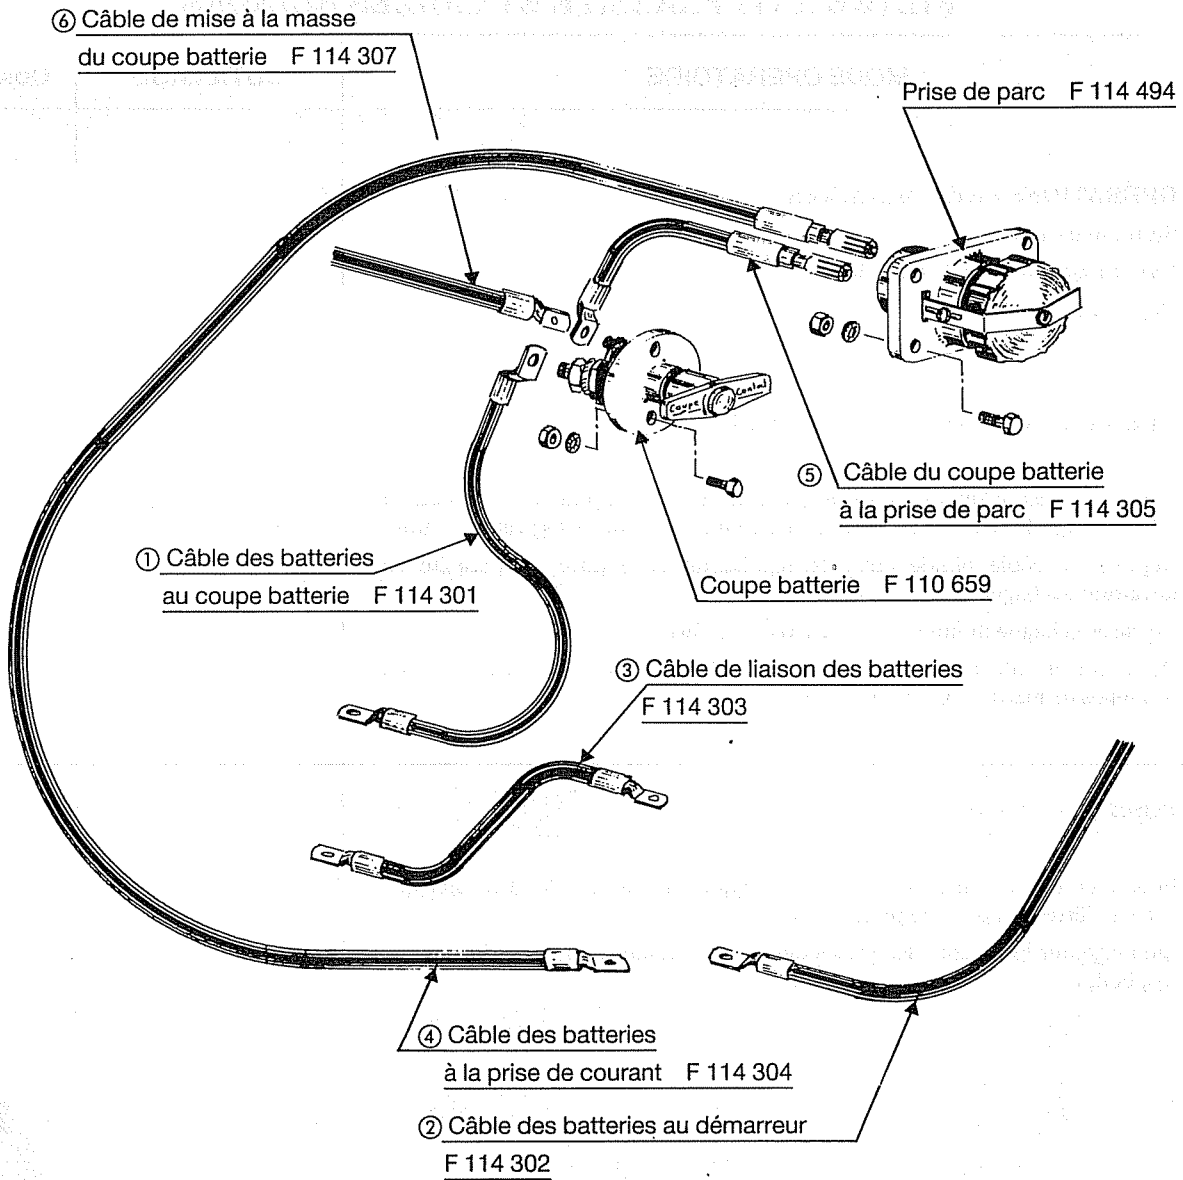 ⑥ Câble de mise à la masse
du coupe batterie F 114 307
Prise de parc F 114 494
Coupe Contact
⑤ Câble du coupe batterie
à la prise de parc F 114 305
① Câble des batteries
au coupe batterie F 114 301
Coupe batterie F 110 659
③ Câble de liaison des batteries
F 114 303
④ Câble des batteries
à la prise de courant F 114 304
② Câble des batteries au démarreur
F 114 302